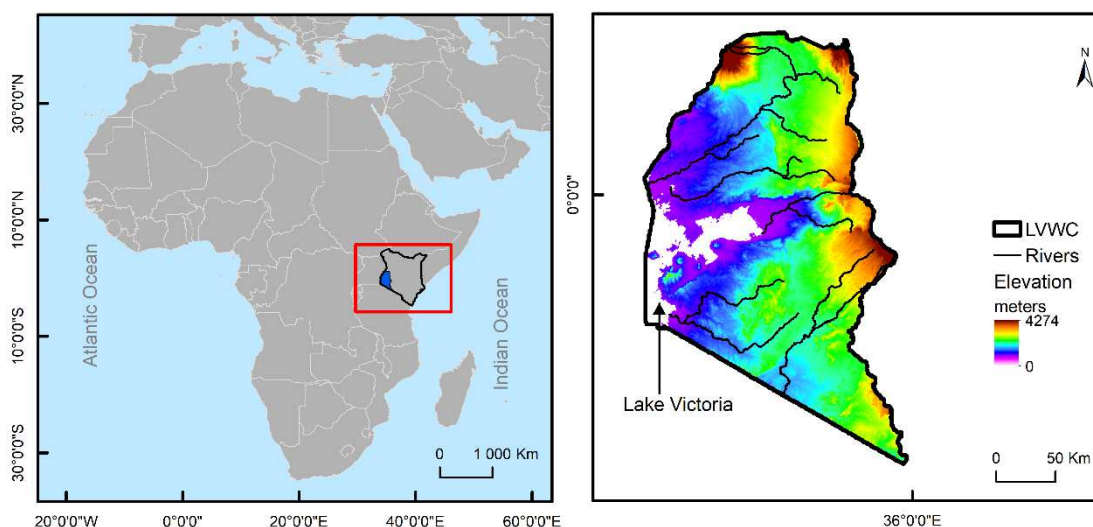 30°0'0"N
10°0'0"N
10°0'0"S
30°0'0"S
Atlantic Ocean
Indian Ocean
0 1 000 Km
20°0'0"W 0°0'0" 20°0'0"E 40°0'0"E 60°0'0"E
N
0°0'0"
LVWC
Rivers
Elevation
meters
4274
0
Lake Victoria
0 50 Km
36°0'0"E